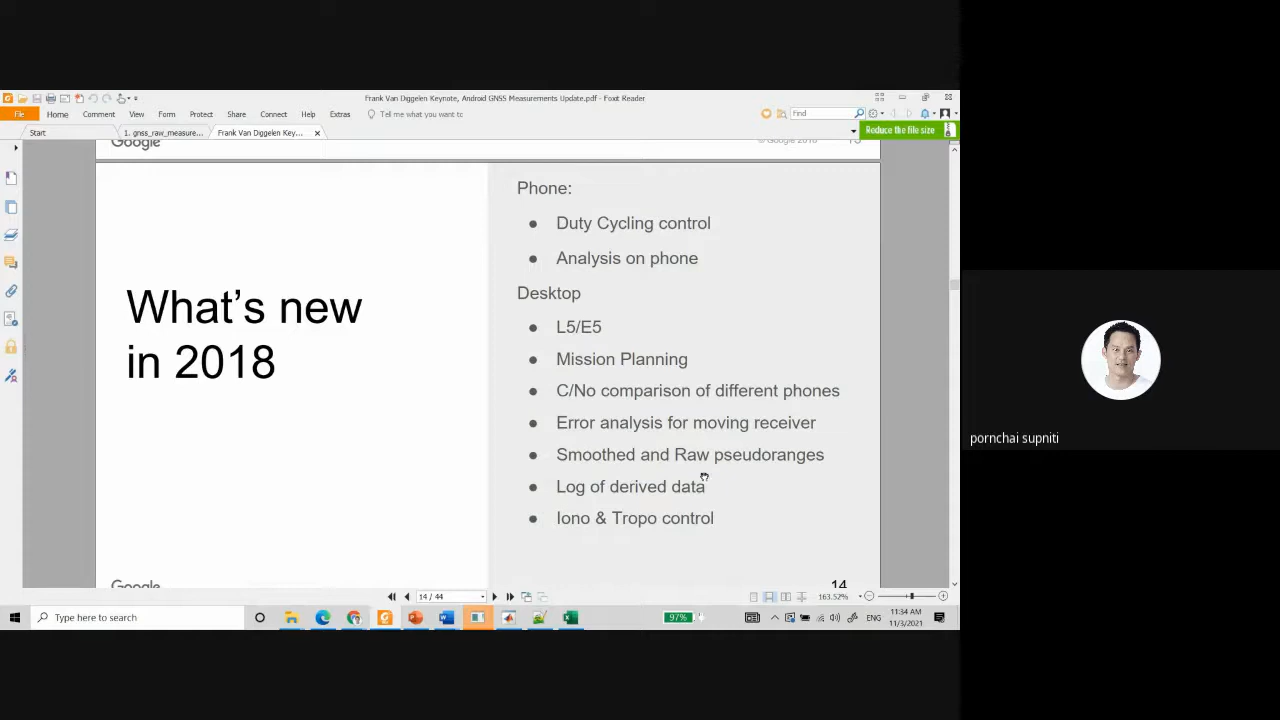 Frank Van Diggelen Keynote, Android GNSS Measurements Update.pdf - Foxit Reader
File Home Comment View Form Protect Share Connect Help Extras Tell me what you want to Find
Start 1. gnss_raw_measure... Frank Van Diggelen Key... Reduce the file size
Google © Google 2018 13
What's new
in 2018
Phone:
● Duty Cycling control
● Analysis on phone
Desktop
● L5/E5
● Mission Planning
● C/No comparison of different phones
● Error analysis for moving receiver
● Smoothed and Raw pseudoranges
● Log of derived data
● Iono & Tropo control
Google 14
14 / 44 163.52%
Type here to search 97% ENG 11:34 AM
11/3/2021
pornchai supniti